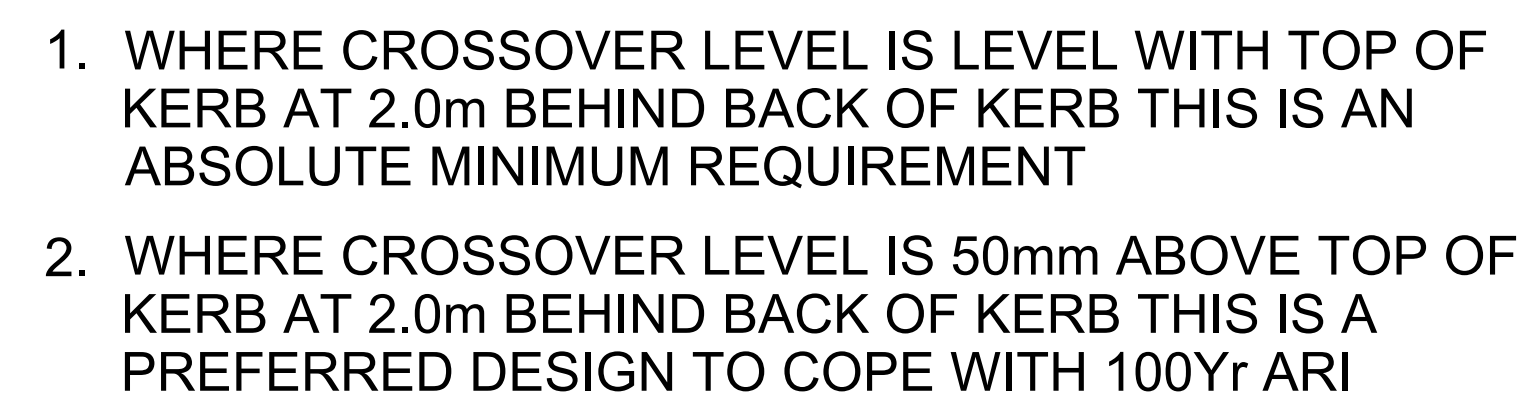 1. WHERE CROSSOVER LEVEL IS LEVEL WITH TOP OF
KERB AT 2.0m BEHIND BACK OF KERB THIS IS AN
ABSOLUTE MINIMUM REQUIREMENT
2. WHERE CROSSOVER LEVEL IS 50mm ABOVE TOP OF
KERB AT 2.0m BEHIND BACK OF KERB THIS IS A
PREFERRED DESIGN TO COPE WITH 100Yr ARI